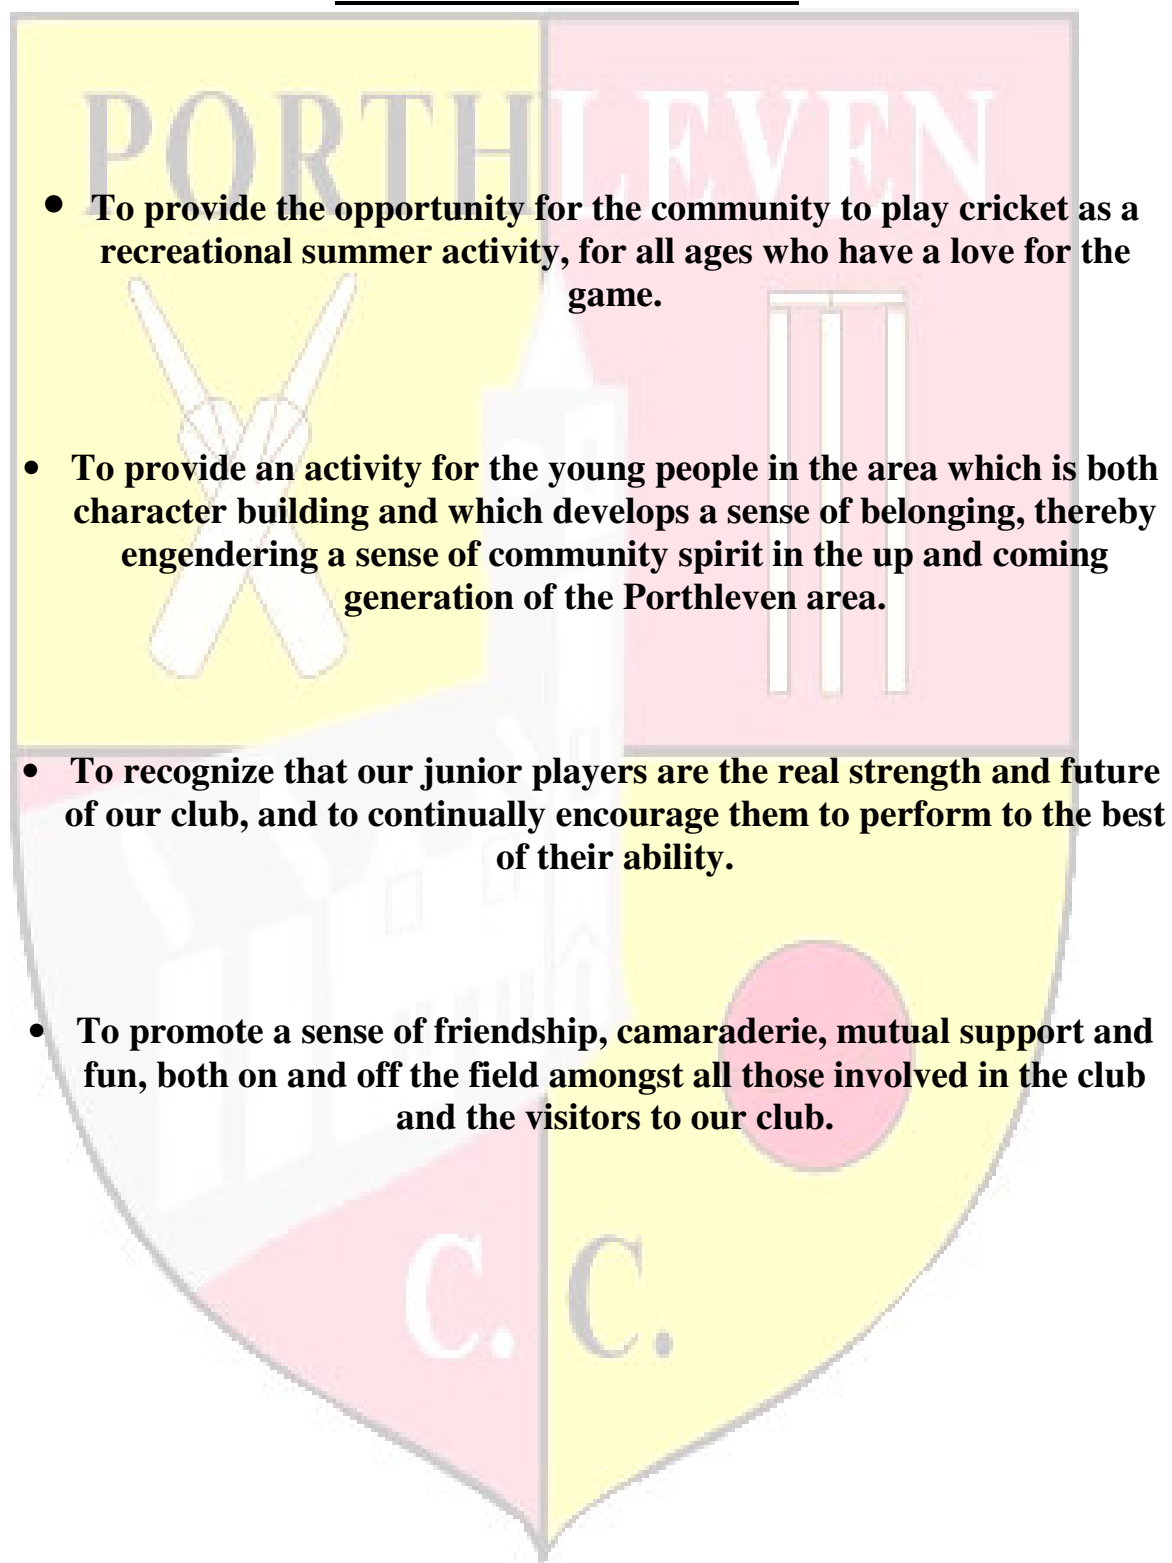 PORTHLEVEN
• To provide the opportunity for the community to play cricket as a
recreational summer activity, for all ages who have a love for the
game.
• To provide an activity for the young people in the area which is both
character building and which develops a sense of belonging, thereby
engendering a sense of community spirit in the up and coming
generation of the Porthleven area.
• To recognize that our junior players are the real strength and future
of our club, and to continually encourage them to perform to the best
of their ability.
• To promote a sense of friendship, camaraderie, mutual support and
fun, both on and off the field amongst all those involved in the club
and the visitors to our club.
C. C.